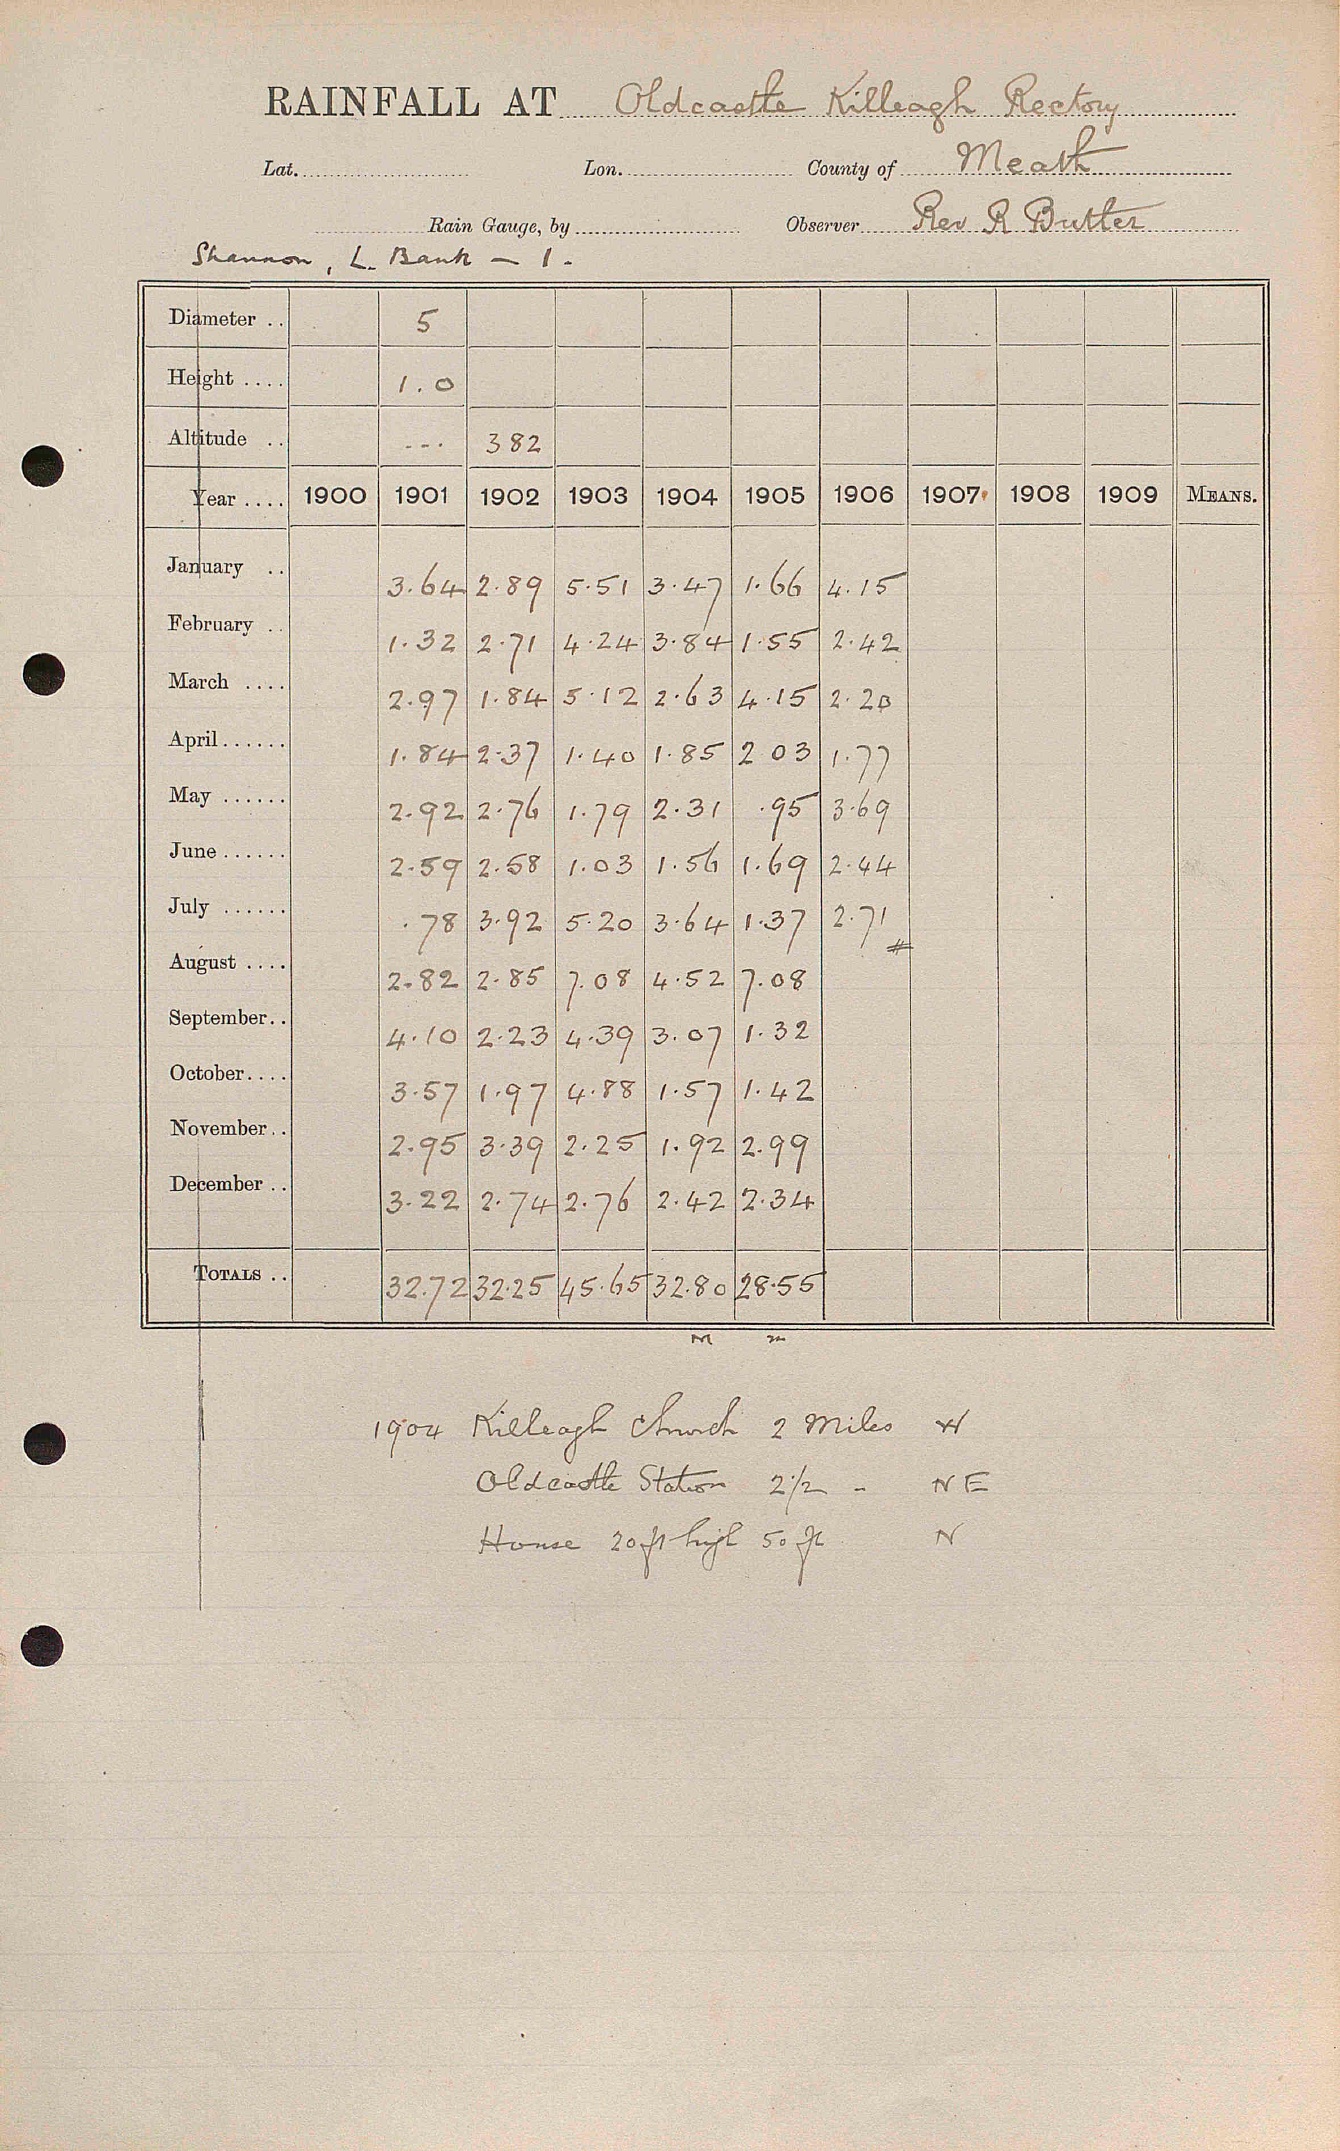 RAINFALL AT Oldcastle Killeagh Rectory
Lat. Lon. County of Meath
Rain Gauge, by Observer Rev R Butler
Shannon, L. Bank — 1.
Diameter .. 5
Height .... 1.0
Altitude .. --- 382
Year .... 1900 1901 1902 1903 1904 1905 1906 1907 1908 1909 MEANS.
January .. 3.64 2.89 5.51 3.47 1.66 4.15
February .. 1.32 2.71 4.24 3.84 1.55 2.42
March .... 2.97 1.84 5.12 2.63 4.15 2.20
April...... 1.84 2.37 1.40 1.85 2 03 1.77
May ...... 2.92 2.76 1.79 2.31 .95 3.69
June ...... 2.59 2.58 1.03 1.56 1.69 2.44
July ...... .78 3.92 5.20 3.64 1.37 2.71 #
August .... 2.82 2.85 7.08 4.52 7.08
September.. 4.10 2.23 4.39 3.07 1.32
October.... 3.57 1.97 4.88 1.57 1.42
November.. 2.95 3.39 2.25 1.92 2.99
December .. 3.22 2.74 2.76 2.42 2.34
TOTALS .. 32.72 32.25 45.65 32.80 28.55
m m
1904 Killeagh Church 2 Miles W
Oldcastle Station 2 1/2 - NE
House 20 ft high 50 ft N